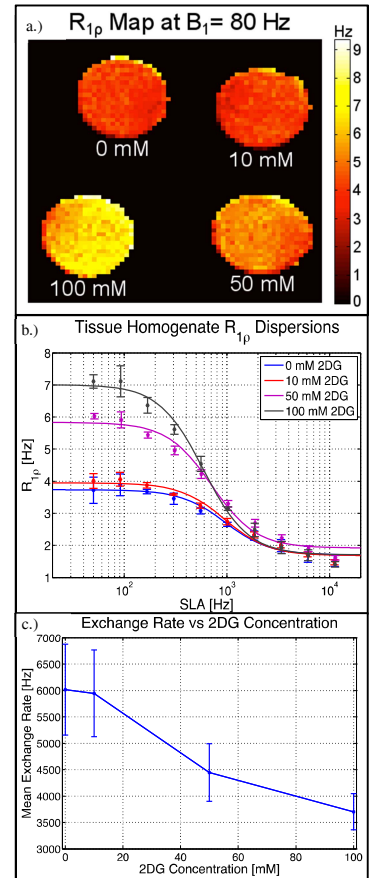 a.)
R1ρ Map at B1= 80 Hz
Hz
9
8
7
6
5
4
3
2
1
0
0 mM
10 mM
100 mM
50 mM
b.)
Tissue Homogenate R1ρ Dispersions
8
7
6
5
4
3
2
1
R1ρ [Hz]
0 mM 2DG
10 mM 2DG
50 mM 2DG
100 mM 2DG
10^2
10^3
10^4
SLA [Hz]
c.)
Exchange Rate vs 2DG Concentration
7000
6500
6000
5500
5000
4500
4000
3500
3000
Mean Exchange Rate [Hz]
0
20
40
60
80
100
2DG Concentration [mM]